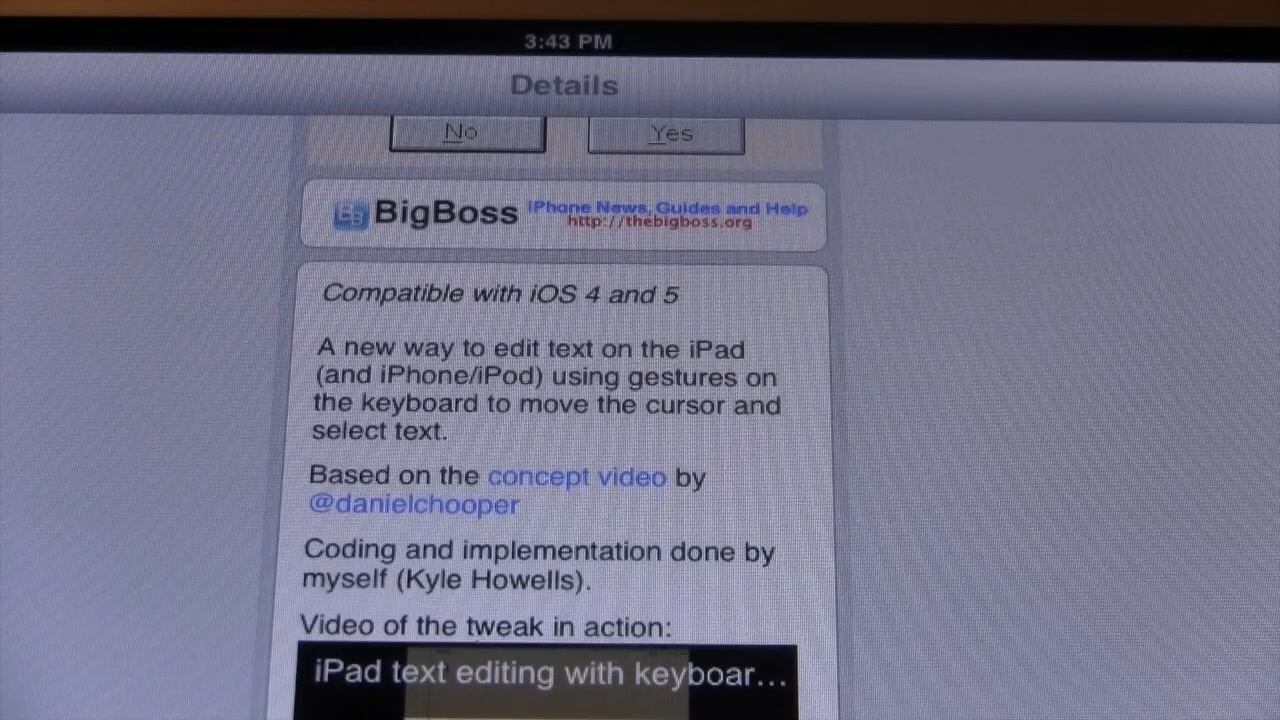 3:43 PM
Details
No Yes
BigBoss iPhone News, Guides and Help
http://thebigboss.org
Compatible with iOS 4 and 5
A new way to edit text on the iPad
(and iPhone/iPod) using gestures on
the keyboard to move the cursor and
select text.
Based on the concept video by
@danielchooper
Coding and implementation done by
myself (Kyle Howells).
Video of the tweak in action:
iPad text editing with keyboar...